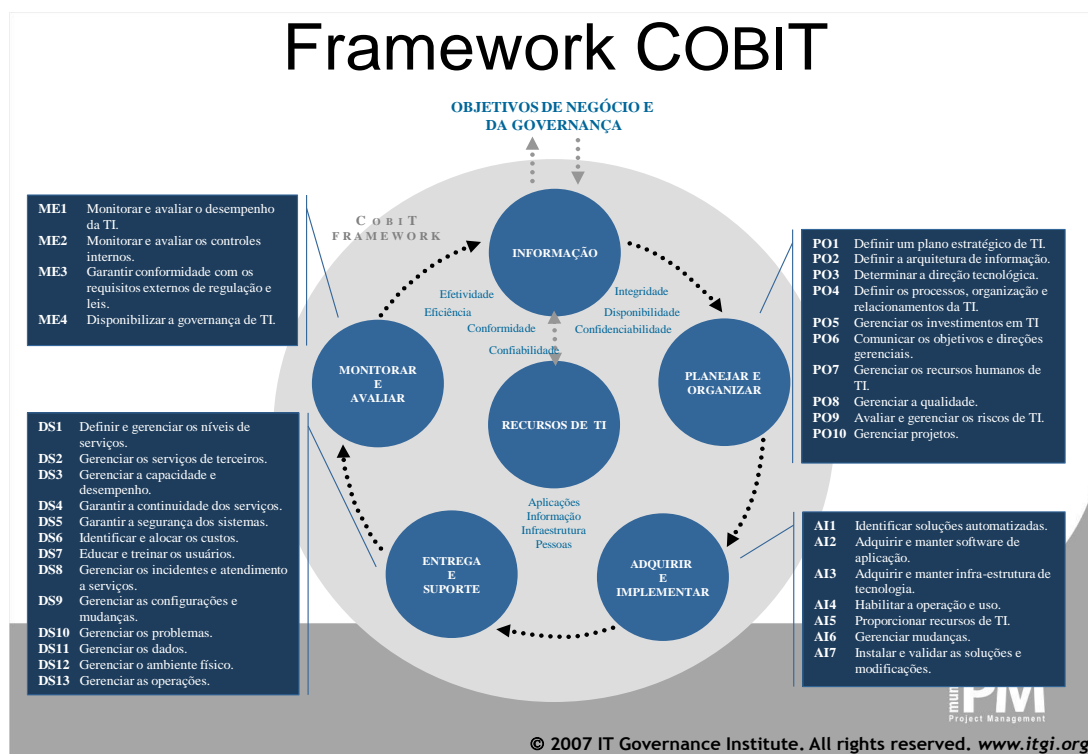 Framework COBIT
OBJETIVOS DE NEGÓCIO E
DA GOVERNANÇA
COBIT
FRAMEWORK
INFORMAÇÃO
Efetividade
Eficiência
Conformidade
Confiabilidade
Integridade
Disponibilidade
Confidenciabilidade
MONITORAR
E
AVALIAR
PLANEJAR E
ORGANIZAR
RECURSOS DE TI
Aplicações
Informação
Infraestrutura
Pessoas
ENTREGA
E
SUPORTE
ADQUIRIR
E
IMPLEMENTAR
ME1 Monitorar e avaliar o desempenho
da TI.
ME2 Monitorar e avaliar os controles
internos.
ME3 Garantir conformidade com os
requisitos externos de regulação e
leis.
ME4 Disponibilizar a governança de TI.
PO1 Definir um plano estratégico de TI.
PO2 Definir a arquitetura de informação.
PO3 Determinar a direção tecnológica.
PO4 Definir os processos, organização e
relacionamentos da TI.
PO5 Gerenciar os investimentos em TI
PO6 Comunicar os objetivos e direções
gerenciais.
PO7 Gerenciar os recursos humanos de
TI.
PO8 Gerenciar a qualidade.
PO9 Avaliar e gerenciar os riscos de TI.
PO10 Gerenciar projetos.
DS1 Definir e gerenciar os níveis de
serviços.
DS2 Gerenciar os serviços de terceiros.
DS3 Gerenciar a capacidade e
desempenho.
DS4 Garantir a continuidade dos serviços.
DS5 Garantir a segurança dos sistemas.
DS6 Identificar e alocar os custos.
DS7 Educar e treinar os usuários.
DS8 Gerenciar os incidentes e atendimento
a serviços.
DS9 Gerenciar as configurações e
mudanças.
DS10 Gerenciar os problemas.
DS11 Gerenciar os dados.
DS12 Gerenciar o ambiente físico.
DS13 Gerenciar as operações.
AI1 Identificar soluções automatizadas.
AI2 Adquirir e manter software de
aplicação.
AI3 Adquirir e manter infra-estrutura de
tecnologia.
AI4 Habilitar a operação e uso.
AI5 Proporcionar recursos de TI.
AI6 Gerenciar mudanças.
AI7 Instalar e validar as soluções e
modificações.
PM
Project Management
© 2007 IT Governance Institute. All rights reserved. www.itgi.org